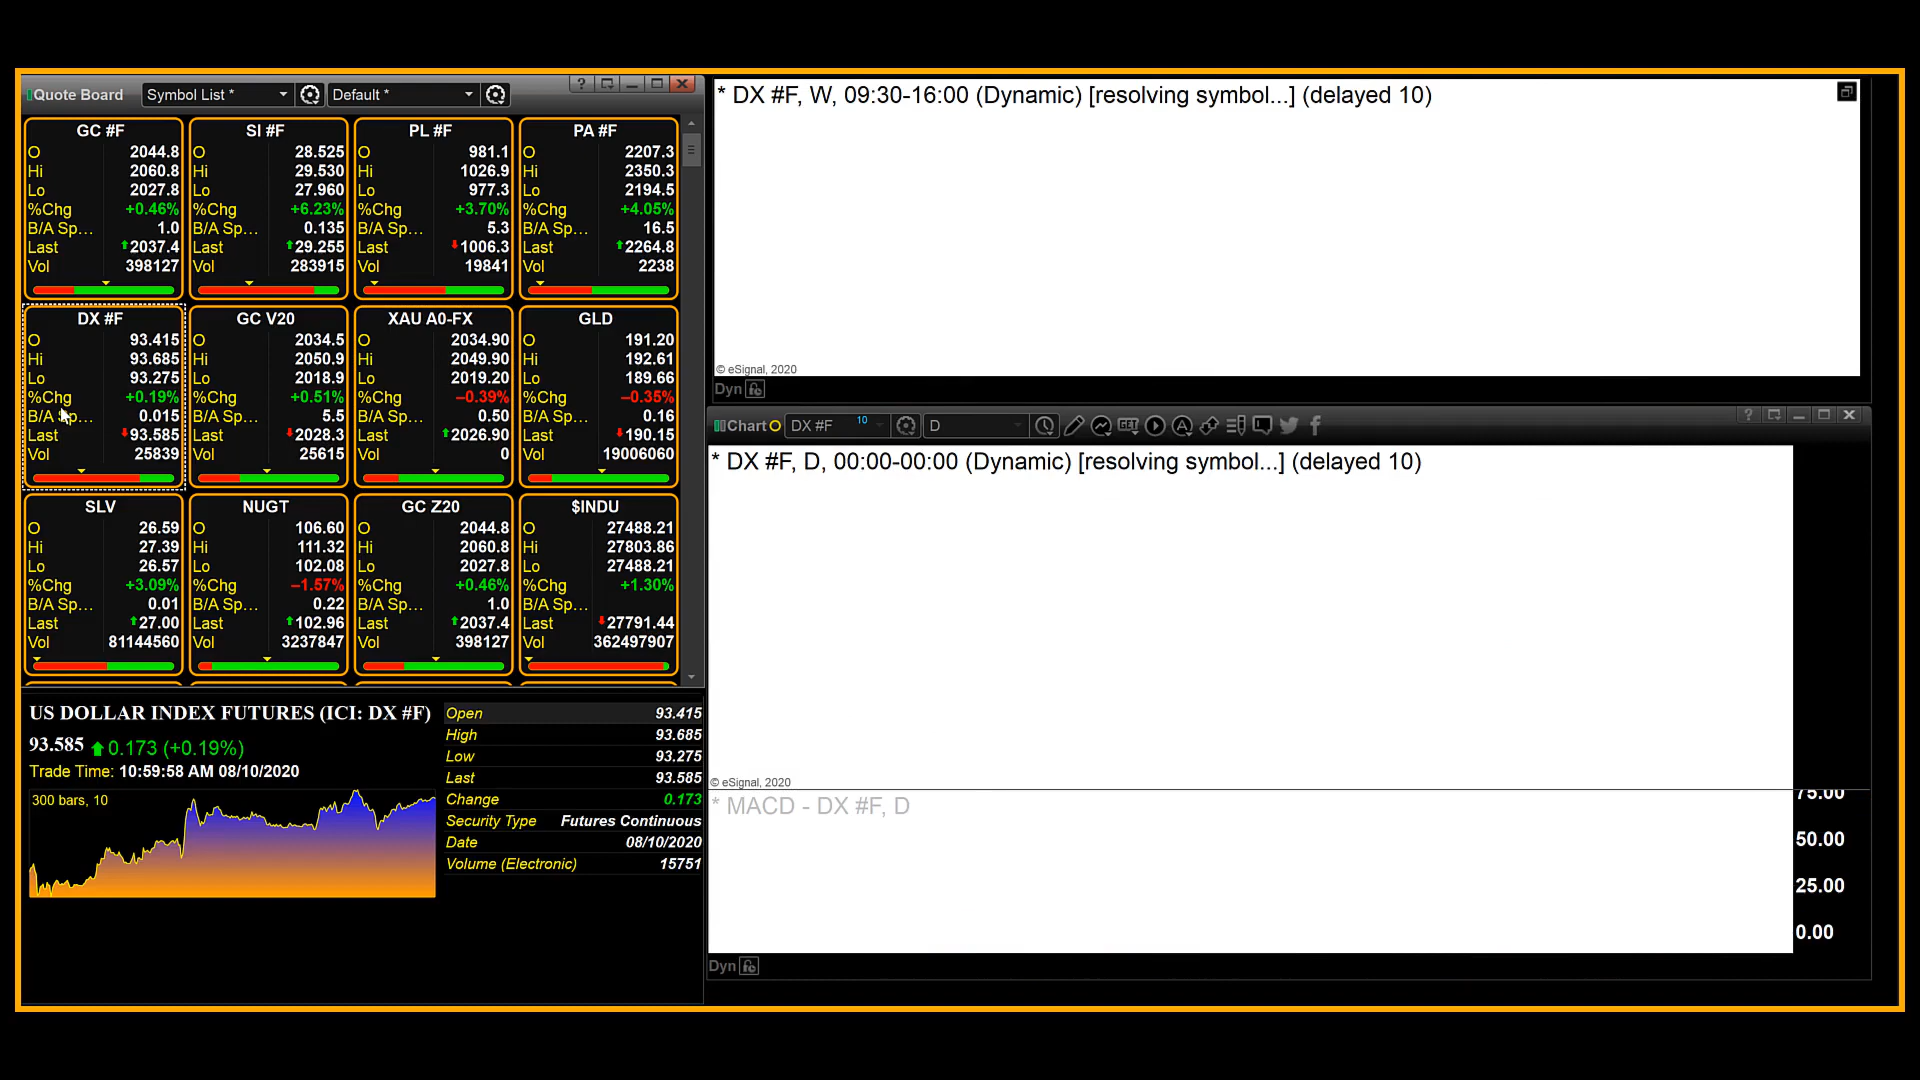 Quote Board Symbol List * Default *
GC #F
O 2044.8
Hi 2060.8
Lo 2027.8
%Chg +0.46%
B/A Sp... 1.0
Last 2037.4
Vol 398127
SI #F
O 28.525
Hi 29.530
Lo 27.960
%Chg +6.23%
B/A Sp... 0.135
Last 29.255
Vol 283915
PL #F
O 981.1
Hi 1026.9
Lo 977.3
%Chg +3.70%
B/A Sp... 5.3
Last 1006.3
Vol 19841
PA #F
O 2207.3
Hi 2350.3
Lo 2194.5
%Chg +4.05%
B/A Sp... 16.5
Last 2264.8
Vol 2238
DX #F
O 93.415
Hi 93.685
Lo 93.275
%Chg +0.19%
B/A Sp... 0.015
Last 93.585
Vol 25839
GC V20
O 2034.5
Hi 2050.9
Lo 2018.9
%Chg +0.51%
B/A Sp... 5.5
Last 2028.3
Vol 25615
XAU A0-FX
O 2034.90
Hi 2049.90
Lo 2019.20
%Chg –0.39%
B/A Sp... 0.50
Last 2026.90
Vol 0
GLD
O 191.20
Hi 192.61
Lo 189.66
%Chg –0.35%
B/A Sp... 0.16
Last 190.15
Vol 19006060
SLV
O 26.59
Hi 27.39
Lo 26.57
%Chg +3.09%
B/A Sp... 0.01
Last 27.00
Vol 81144560
NUGT
O 106.60
Hi 111.32
Lo 102.08
%Chg –1.57%
B/A Sp... 0.22
Last 102.96
Vol 3237847
GC Z20
O 2044.8
Hi 2060.8
Lo 2027.8
%Chg +0.46%
B/A Sp... 1.0
Last 2037.4
Vol 398127
$INDU
O 27488.21
Hi 27803.86
Lo 27488.21
%Chg +1.30%
B/A Sp...
Last 27791.44
Vol 362497907
US DOLLAR INDEX FUTURES (ICI: DX #F)
93.585 0.173 (+0.19%)
Trade Time: 10:59:58 AM 08/10/2020
300 bars, 10
Open 93.415
High 93.685
Low 93.275
Last 93.585
Change 0.173
Security Type Futures Continuous
Date 08/10/2020
Volume (Electronic) 15751
* DX #F, W, 09:30-16:00 (Dynamic) [resolving symbol...] (delayed 10)
© eSignal, 2020
Dyn
Chart DX #F 10 D
* DX #F, D, 00:00-00:00 (Dynamic) [resolving symbol...] (delayed 10)
© eSignal, 2020
* MACD - DX #F, D
75.00
50.00
25.00
0.00
Dyn